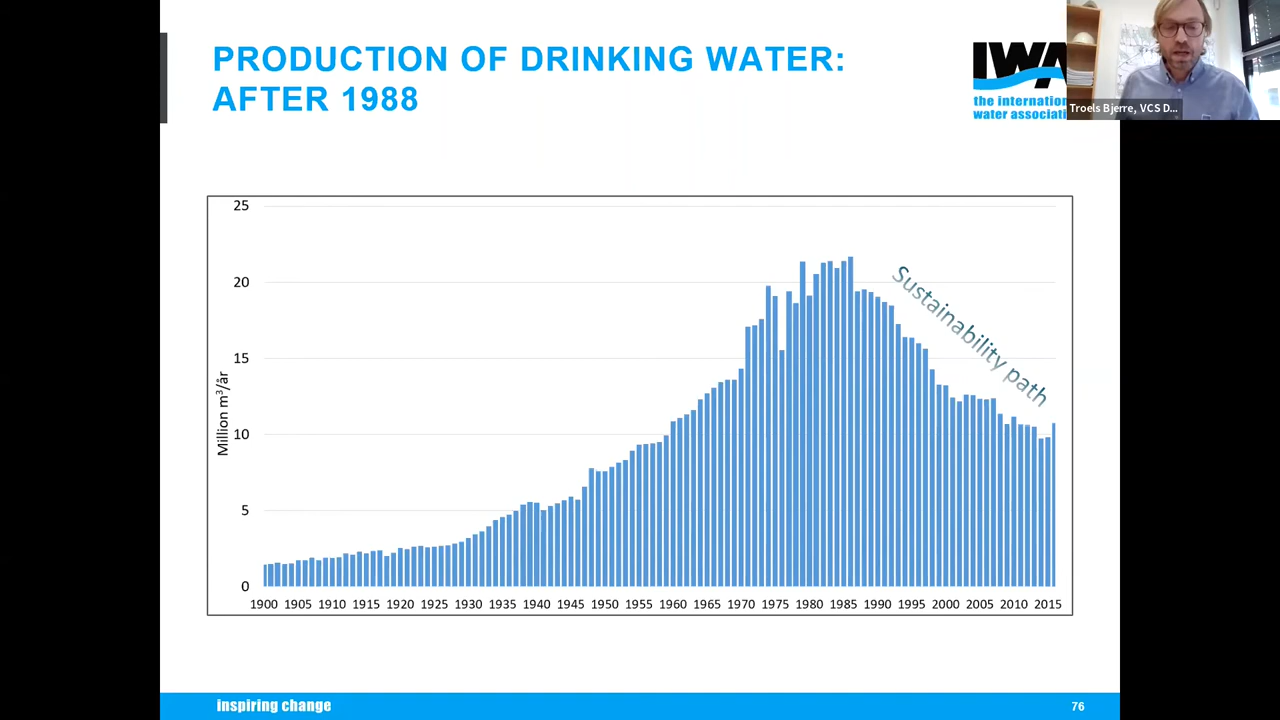 PRODUCTION OF DRINKING WATER:
AFTER 1988
IWA
the internation
water associati
Troels Bjerre, VCS D...
25
20
15
10
5
0
Million m³/år
Sustainability path
1900 1905 1910 1915 1920 1925 1930 1935 1940 1945 1950 1955 1960 1965 1970 1975 1980 1985 1990 1995 2000 2005 2010 2015
inspiring change
76